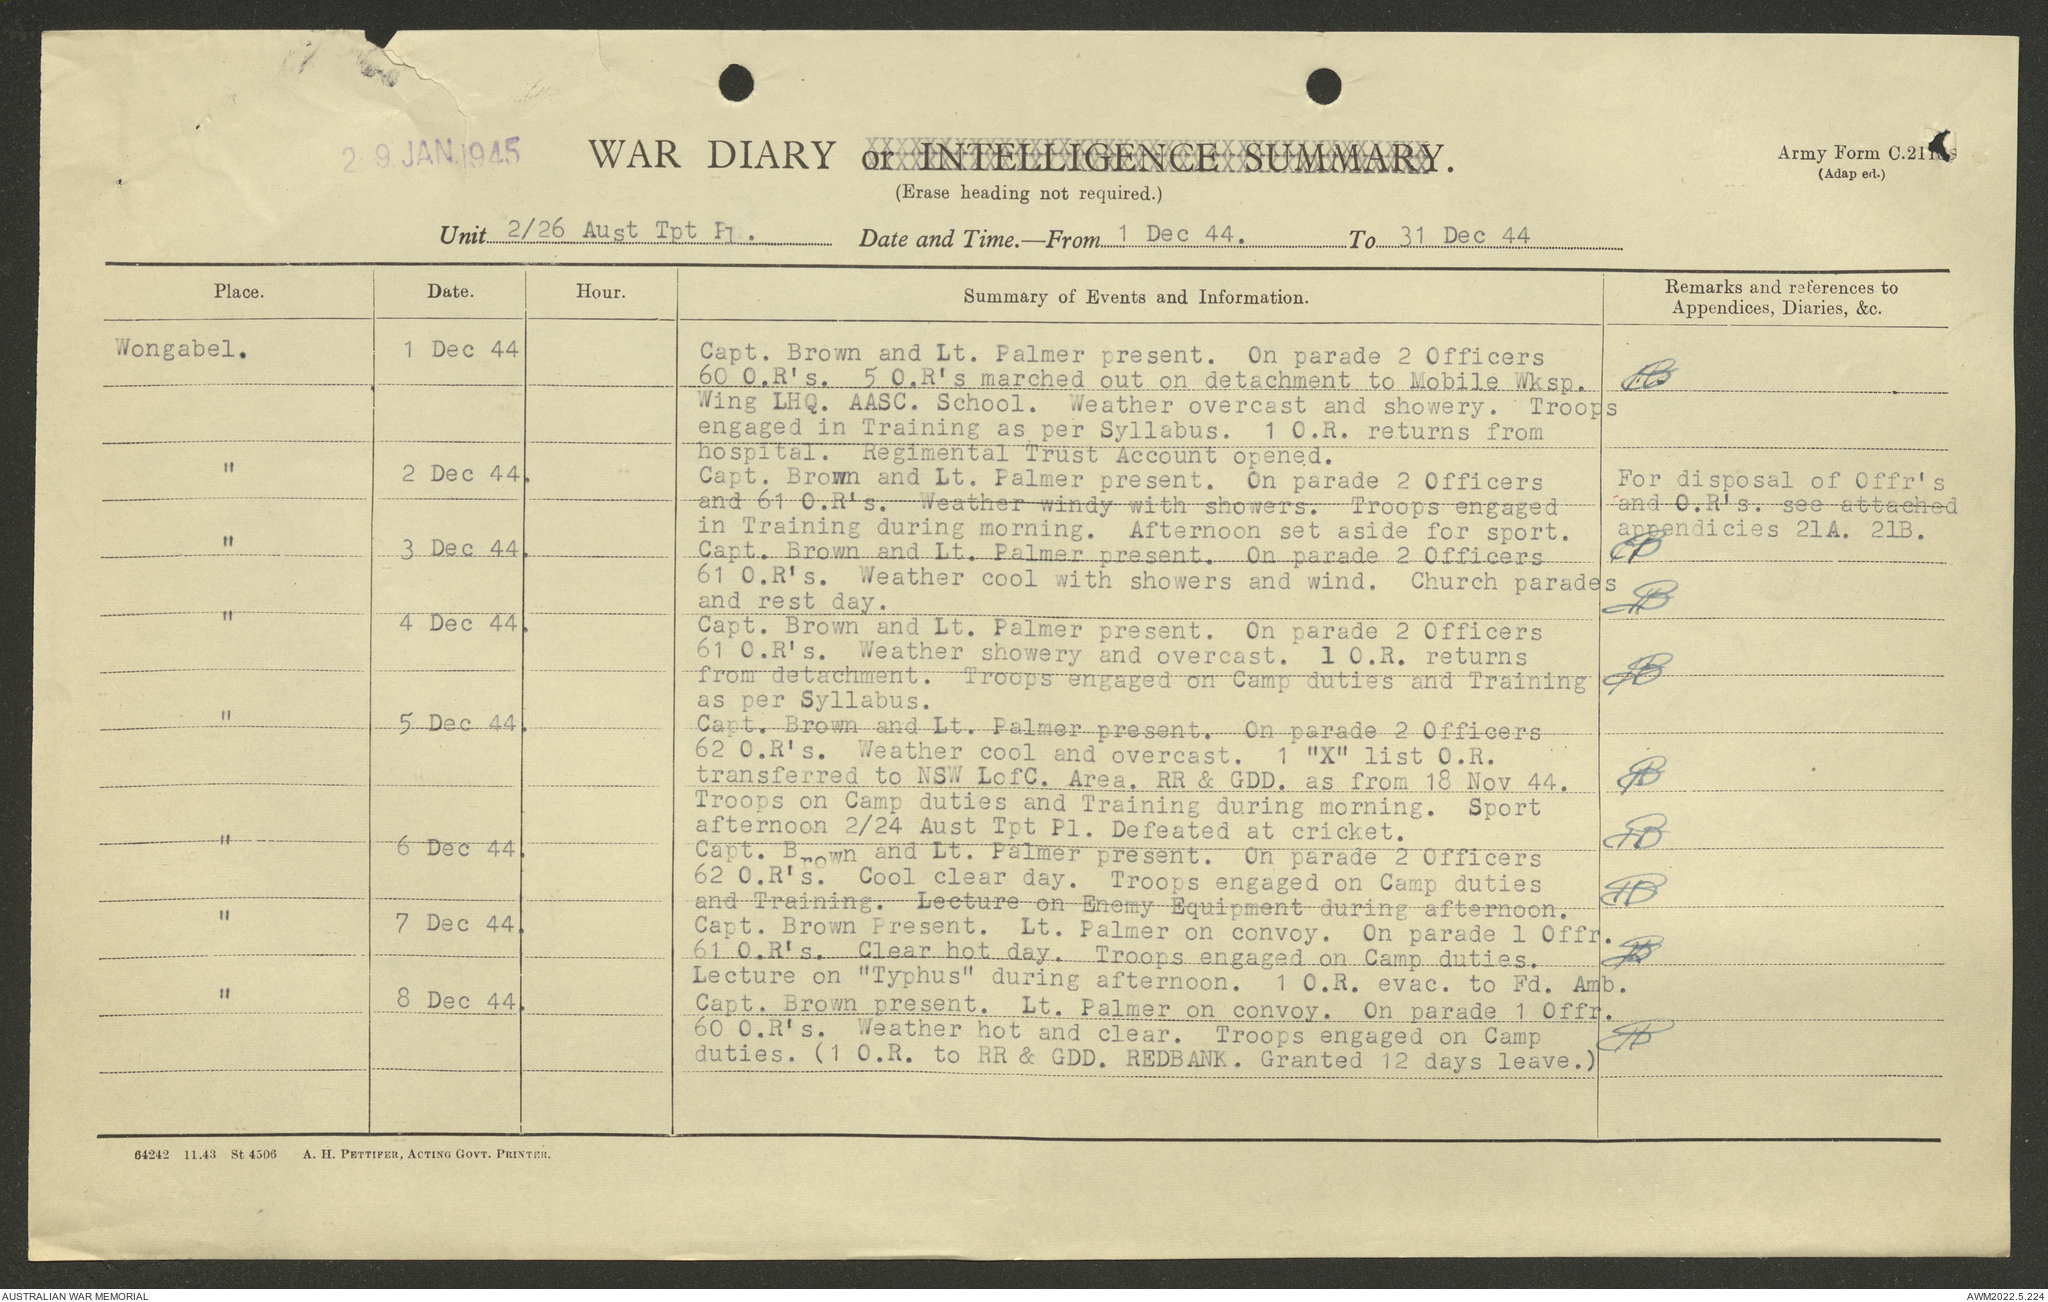 29 JAN 1945
WAR DIARY or INTELLIGENCE SUMMARY.
(Erase heading not required.)
Army Form C.211
(Adap ed.)
Unit 2/26 Aust Tpt Pl. Date and Time.—From 1 Dec 44. To 31 Dec 44
Place. Date. Hour. Summary of Events and Information. Remarks and references to
Appendices, Diaries, &c.
Wongabel. 1 Dec 44 Capt. Brown and Lt. Palmer present. On parade 2 Officers
60 O.R's. 5 O.R's marched out on detachment to Mobile Wksp.
Wing LHQ. AASC. School. Weather overcast and showery. Troops
engaged in Training as per Syllabus. 1 O.R. returns from
hospital. Regimental Trust Account opened.
" 2 Dec 44. Capt. Brown and Lt. Palmer present. On parade 2 Officers For disposal of Offr's
and 61 O.R's. Weather windy with showers. Troops engaged and O.R's. see attached
in Training during morning. Afternoon set aside for sport. appendicies 21A. 21B.
" 3 Dec 44. Capt. Brown and Lt. Palmer present. On parade 2 Officers
61 O.R's. Weather cool with showers and wind. Church parades
and rest day.
" 4 Dec 44. Capt. Brown and Lt. Palmer present. On parade 2 Officers
61 O.R's. Weather showery and overcast. 1 O.R. returns
from detachment. Troops engaged on Camp duties and Training
as per Syllabus.
" 5 Dec 44. Capt. Brown and Lt. Palmer present. On parade 2 Officers
62 O.R's. Weather cool and overcast. 1 "X" list O.R.
transferred to NSW LofC. Area. RR & GDD. as from 18 Nov 44.
Troops on Camp duties and Training during morning. Sport
afternoon 2/24 Aust Tpt Pl. Defeated at cricket.
" 6 Dec 44. Capt. Brown and Lt. Palmer present. On parade 2 Officers
62 O.R's. Cool clear day. Troops engaged on Camp duties
and Training. Lecture on Enemy Equipment during afternoon.
" 7 Dec 44. Capt. Brown Present. Lt. Palmer on convoy. On parade 1 Offr.
61 O.R's. Clear hot day. Troops engaged on Camp duties.
Lecture on "Typhus" during afternoon. 1 O.R. evac. to Fd. Amb.
" 8 Dec 44. Capt. Brown present. Lt. Palmer on convoy. On parade 1 Offr.
60 O.R's. Weather hot and clear. Troops engaged on Camp
duties. (1 O.R. to RR & GDD. REDBANK. Granted 12 days leave.)
64242 11.43 St 4506 A. H. PETTIFER, ACTING GOVT. PRINTER.
AUSTRALIAN WAR MEMORIAL
AWM2022.5.224